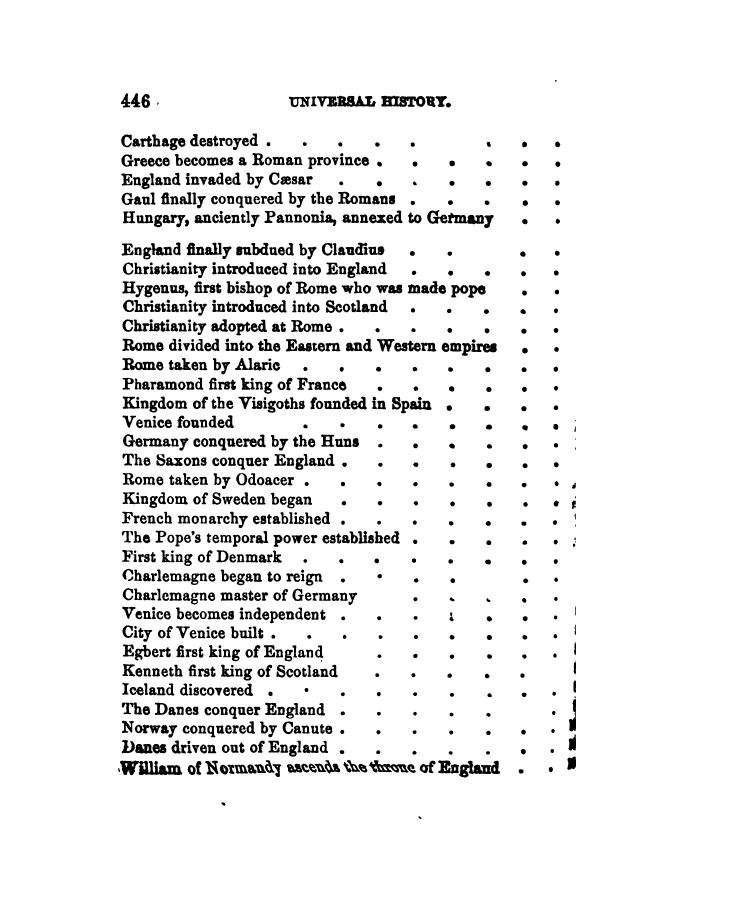 446 UNIVERSAL HISTORY.
Carthage destroyed . . . . . . . .
Greece becomes a Roman province . . . . . .
England invaded by Cæsar . . . . . . .
Gaul finally conquered by the Romans . . . . .
Hungary, anciently Pannonia, annexed to Germany . .
England finally subdued by Claudius . . . .
Christianity introduced into England . . . . .
Hygenus, first bishop of Rome who was made pope . .
Christianity introduced into Scotland . . . . .
Christianity adopted at Rome . . . . . . .
Rome divided into the Eastern and Western empires . .
Rome taken by Alaric . . . . . . . .
Pharamond first king of France . . . . . .
Kingdom of the Visigoths founded in Spain . . . .
Venice founded . . . . . . . .
Germany conquered by the Huns . . . . . .
The Saxons conquer England . . . . . . .
Rome taken by Odoacer . . . . . . . .
Kingdom of Sweden began . . . . . . .
French monarchy established . . . . . . .
The Pope's temporal power established . . . . .
First king of Denmark . . . . . . . .
Charlemagne began to reign . . . . . .
Charlemagne master of Germany . . . . .
Venice becomes independent . . . . . . .
City of Venice built . . . . . . . . .
Egbert first king of England . . . . . .
Kenneth first king of Scotland . . . . .
Iceland discovered . . . . . . . . .
The Danes conquer England . . . . . .
Norway conquered by Canute . . . . . . .
Danes driven out of England . . . . . . .
William of Normandy ascends the throne of England . .